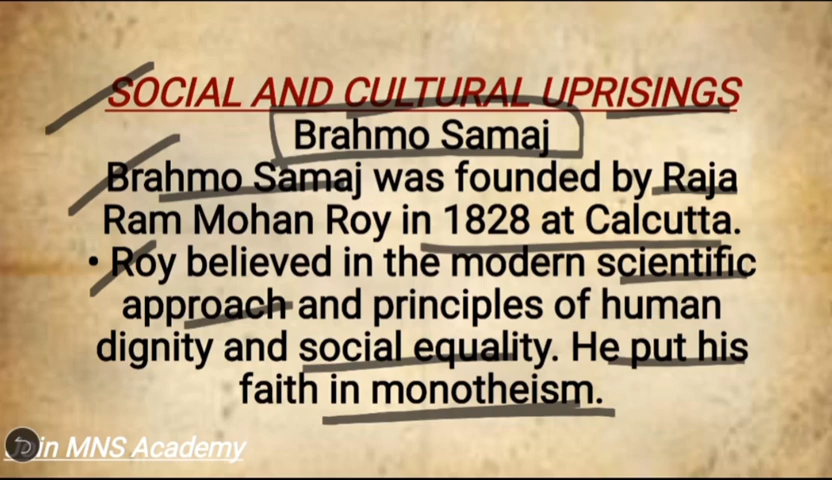 SOCIAL AND CULTURAL UPRISINGS
Brahmo Samaj
Brahmo Samaj was founded by Raja
Ram Mohan Roy in 1828 at Calcutta.
• Roy believed in the modern scientific
approach and principles of human
dignity and social equality. He put his
faith in monotheism.
in MNS Academy